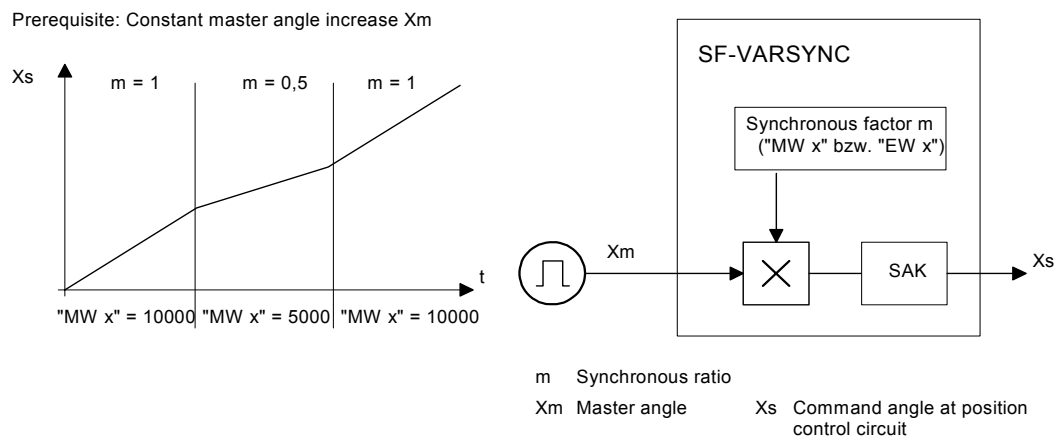 Prerequisite: Constant master angle increase Xm
Xs
m = 1
m = 0,5
m = 1
t
"MW x" = 10000
"MW x" = 5000
"MW x" = 10000
SF-VARSYNC
Synchronous factor m
("MW x" bzw. "EW x")
Xm
SAK
Xs
m Synchronous ratio
Xm Master angle
Xs Command angle at position
control circuit